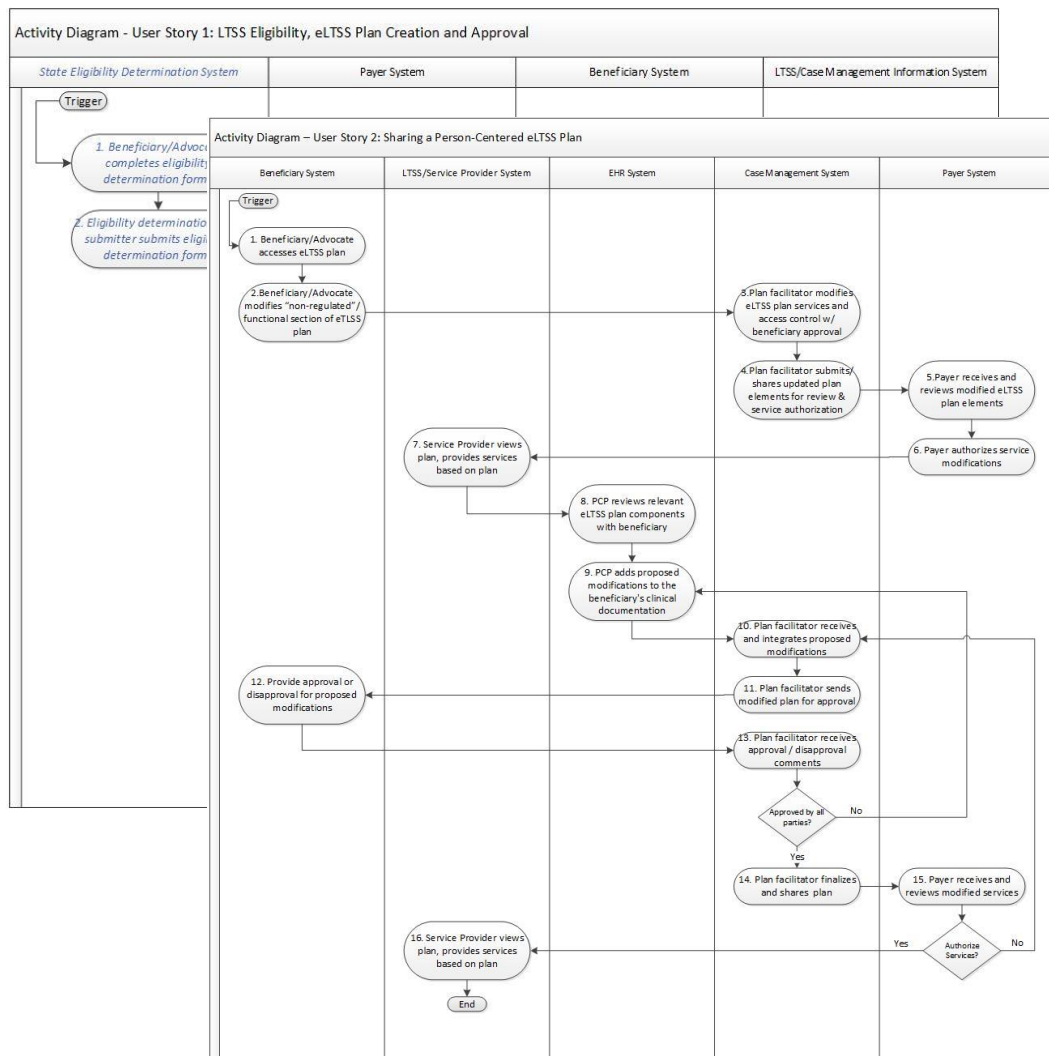 Activity Diagram - User Story 1: LTSS Eligibility, eLTSS Plan Creation and Approval
State Eligibility Determination System
Payer System
Beneficiary System
LTSS/Case Management Information System
Trigger
1. Beneficiary/Advoc
completes eligibility
determination form
2. Eligibility determination
submitter submits eligi
determination form
Activity Diagram – User Story 2: Sharing a Person-Centered eLTSS Plan
Beneficiary System
LTSS/Service Provider System
EHR System
Case Management System
Payer System
Trigger
1. Beneficiary/Advocate
accesses eLTSS plan
2.Beneficiary/Advocate
modifies “non-regulated”/
functional section of eTLSS
plan
3.Plan facilitator modifies
eLTSS plan services and
access control w/
beneficiary approval
4.Plan facilitator submits/
shares updated plan
elements for review &
service authorization
5.Payer receives and
reviews modified eLTSS
plan elements
6. Payer authorizes service
modifications
7. Service Provider views
plan, provides services
based on plan
8. PCP reviews relevant
eLTSS plan components
with beneficiary
9. PCP adds proposed
modifications to the
beneficiary's clinical
documentation
10. Plan facilitator receives
and integrates proposed
modifications
11. Plan facilitator sends
modified plan for approval
12. Provide approval or
disapproval for proposed
modifications
13. Plan facilitator receives
approval / disapproval
comments
Approved by all
parties?
No
Yes
14. Plan facilitator finalizes
and shares plan
15. Payer receives and
reviews modified services
Authorize
Services?
Yes
No
16. Service Provider views
plan, provides services
based on plan
End